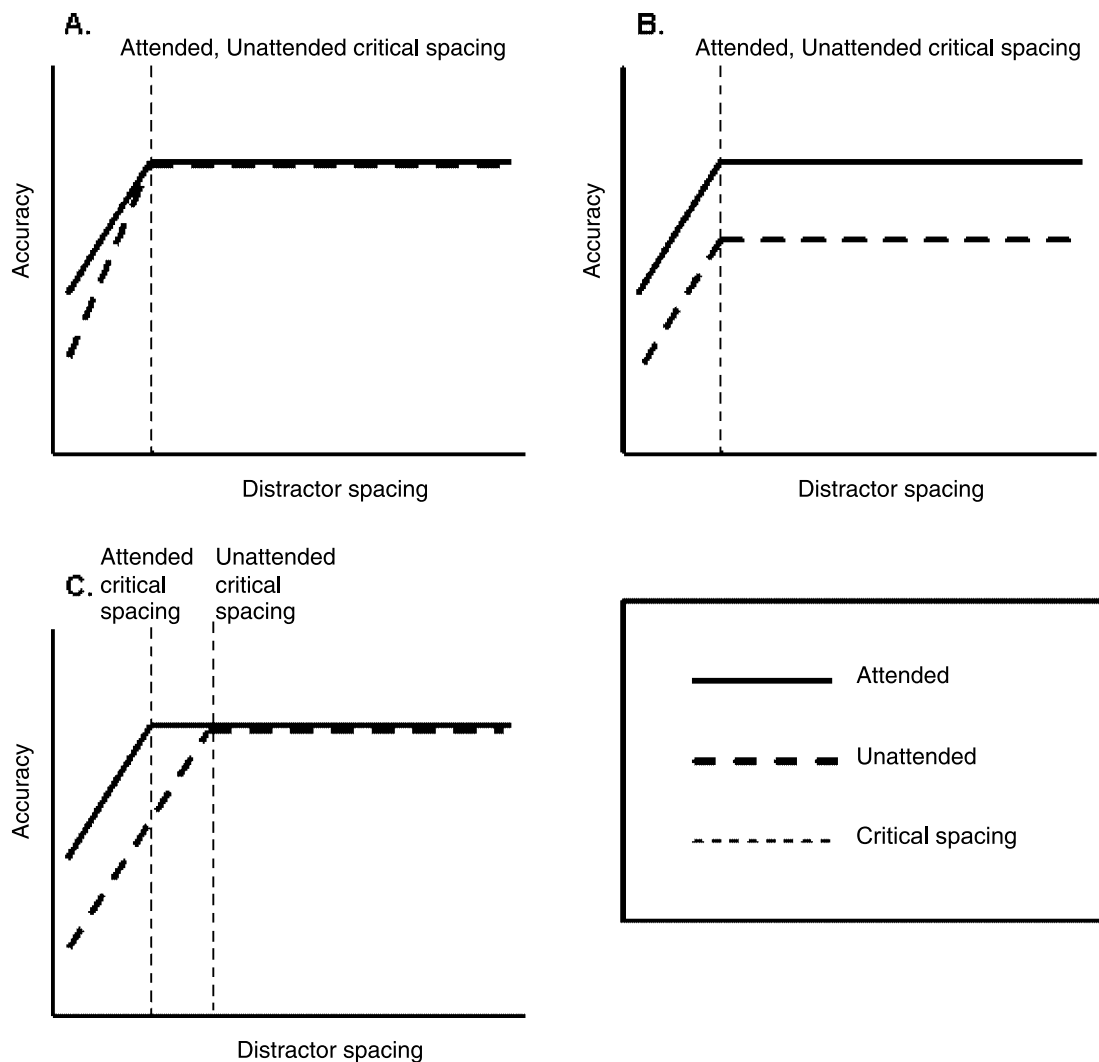 A.
Attended, Unattended critical spacing
Accuracy
Distractor spacing
B.
Attended, Unattended critical spacing
Accuracy
Distractor spacing
C.
Attended
critical
spacing
Unattended
critical
spacing
Accuracy
Distractor spacing
Attended
Unattended
Critical spacing